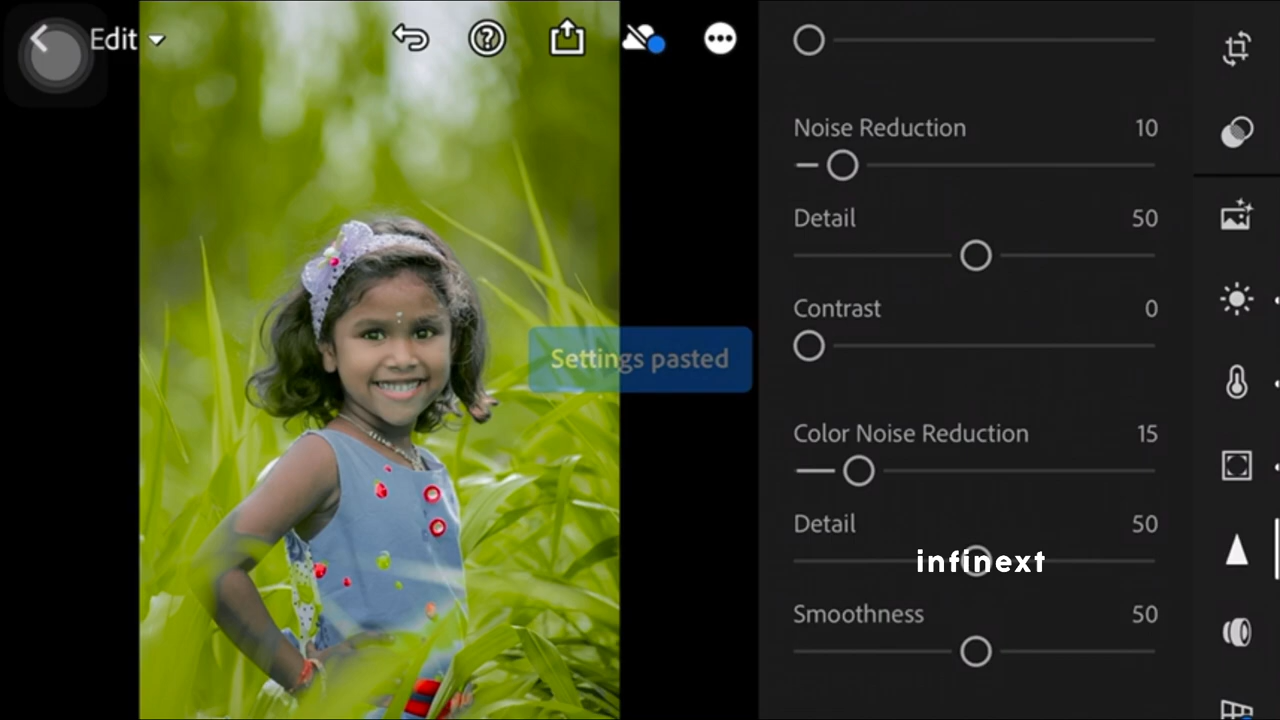 Edit
Noise Reduction 10
Detail 50
Contrast 0
Settings pasted
Color Noise Reduction 15
Detail 50
infinext
Smoothness 50